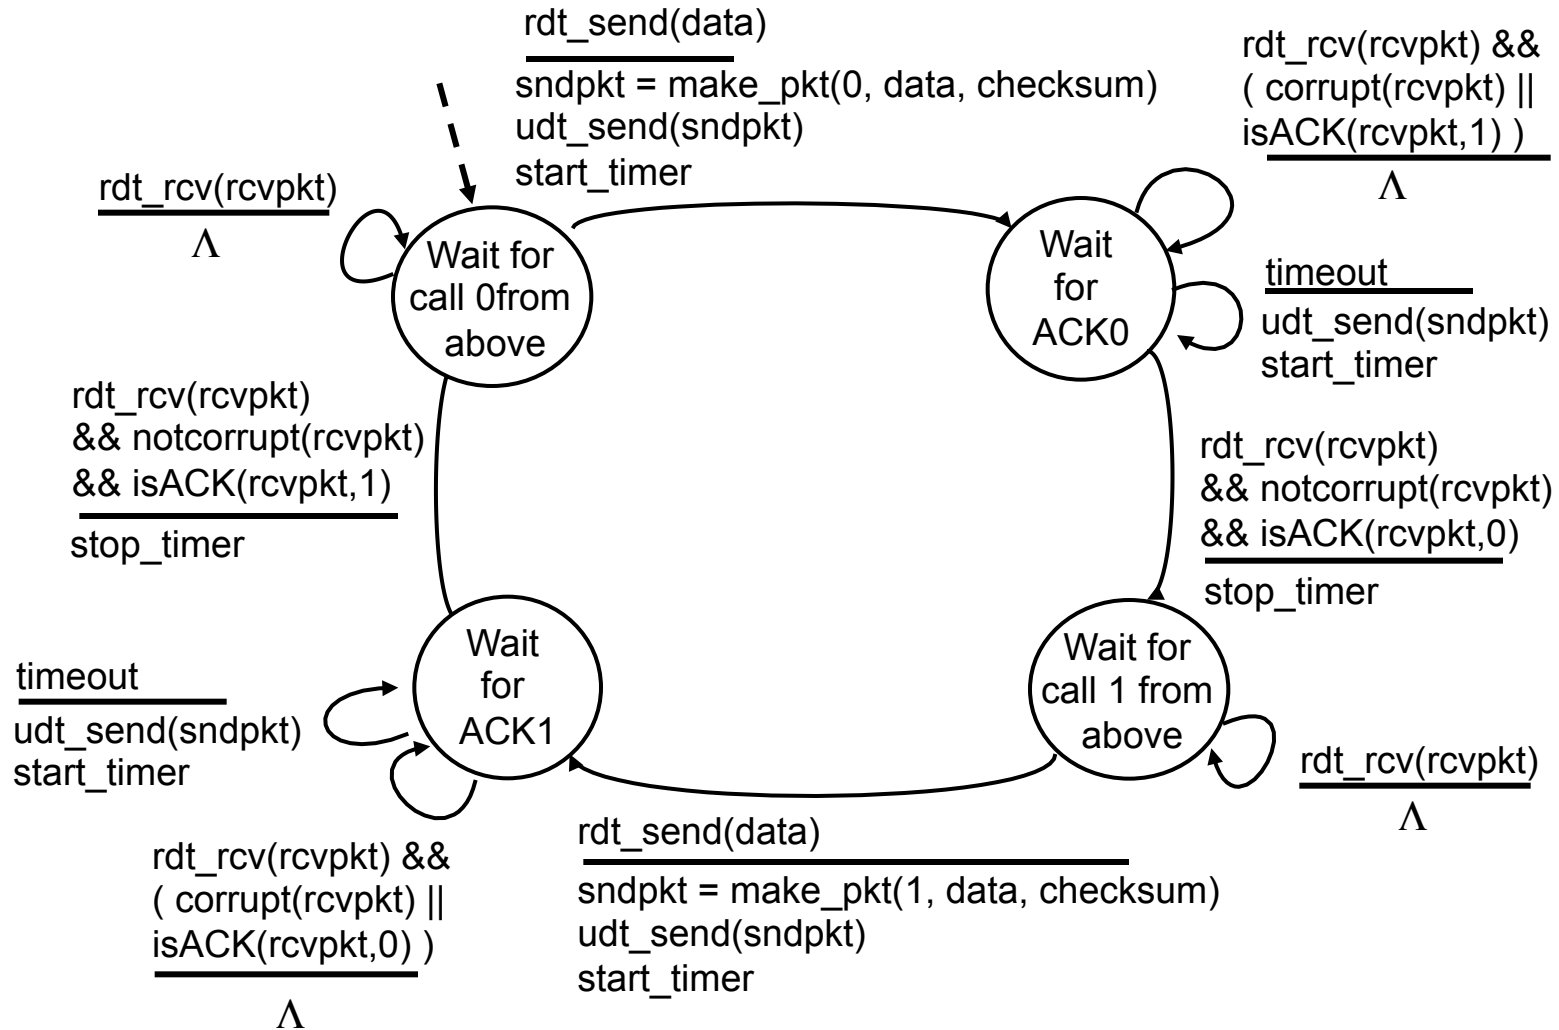 rdt_send(data)
sndpkt = make_pkt(0, data, checksum)
udt_send(sndpkt)
start_timer
rdt_rcv(rcvpkt) &&
( corrupt(rcvpkt) ||
isACK(rcvpkt,1) )
Λ
rdt_rcv(rcvpkt)
Λ
Wait for
call 0from
above
Wait
for
ACK0
timeout
udt_send(sndpkt)
start_timer
rdt_rcv(rcvpkt)
&& notcorrupt(rcvpkt)
&& isACK(rcvpkt,1)
stop_timer
rdt_rcv(rcvpkt)
&& notcorrupt(rcvpkt)
&& isACK(rcvpkt,0)
stop_timer
Wait
for
ACK1
Wait for
call 1 from
above
timeout
udt_send(sndpkt)
start_timer
rdt_rcv(rcvpkt)
Λ
rdt_rcv(rcvpkt) &&
( corrupt(rcvpkt) ||
isACK(rcvpkt,0) )
Λ
rdt_send(data)
sndpkt = make_pkt(1, data, checksum)
udt_send(sndpkt)
start_timer